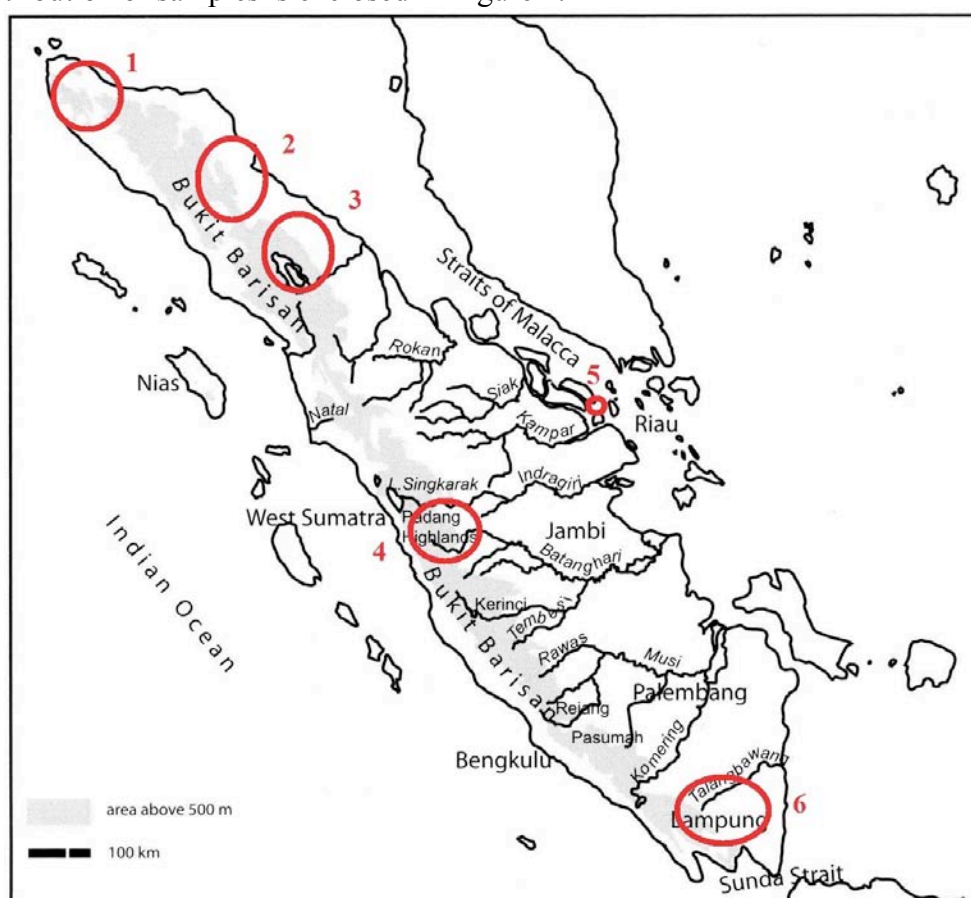 1
2
3
Bukit Barisan
Straits of Malacca
Rokan
Nias
Siak
5
Riau
Natal
Kampar
L.Singkarak
Indragiri
West Sumatra
Padang
Highlands
Jambi
4
Batanghari
Indian Ocean
Bukit Barisan
Kerinci
Tembesi
Rawas
Musi
Palembang
Rejang
Pasumah
Bengkulu
Komering
Talangbawang
6
Lampung
area above 500 m
100 km
Sunda Strait